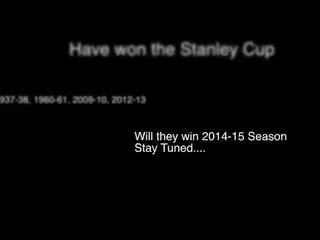 Have won the Stanley Cup
937-38, 1960-61, 2009-10, 2012-13
Will they win 2014-15 Season
Stay Tuned....